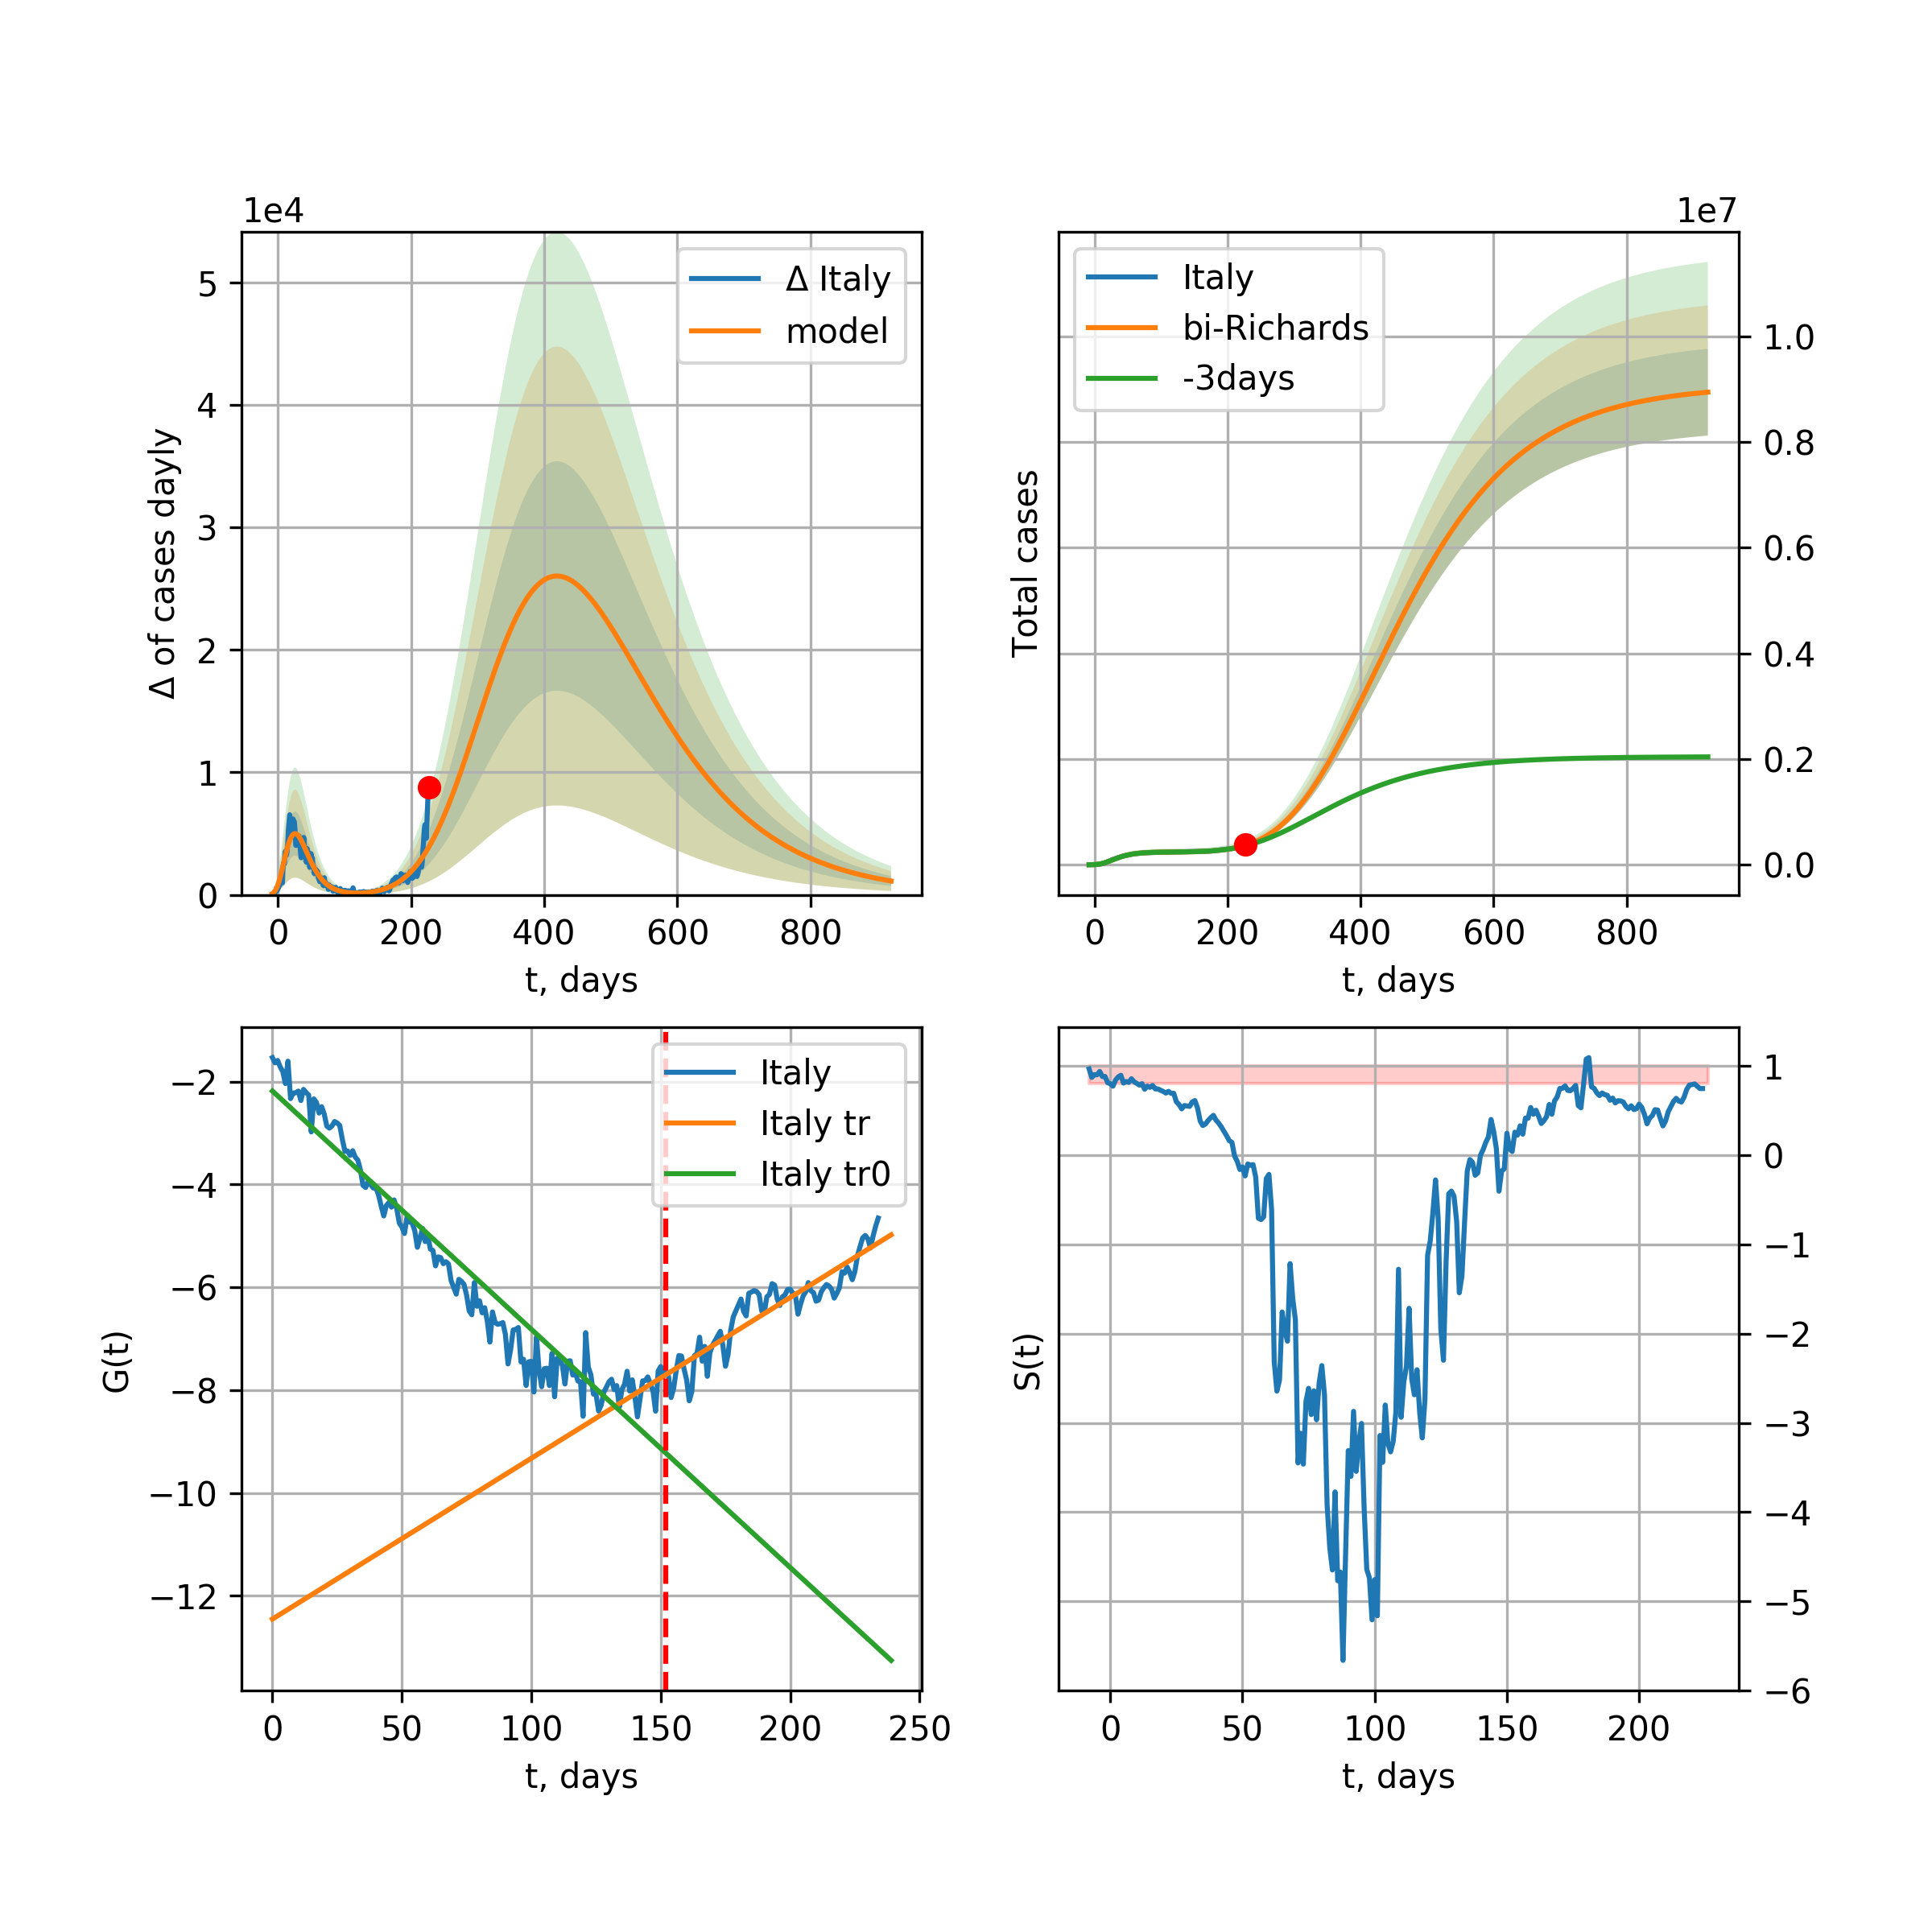 1e4
Δ of cases dayly
5
4
3
2
1
0
Δ Italy
model
0 200 400 600 800
t, days
1e7
Total cases
Italy
bi-Richards
-3days
1.0
0.8
0.6
0.4
0.2
0.0
0 200 400 600 800
t, days
G(t)
−2
−4
−6
−8
−10
−12
Italy
Italy tr
Italy tr0
0 50 100 150 200 250
t, days
S(t)
1
0
−1
−2
−3
−4
−5
−6
0 50 100 150 200
t, days